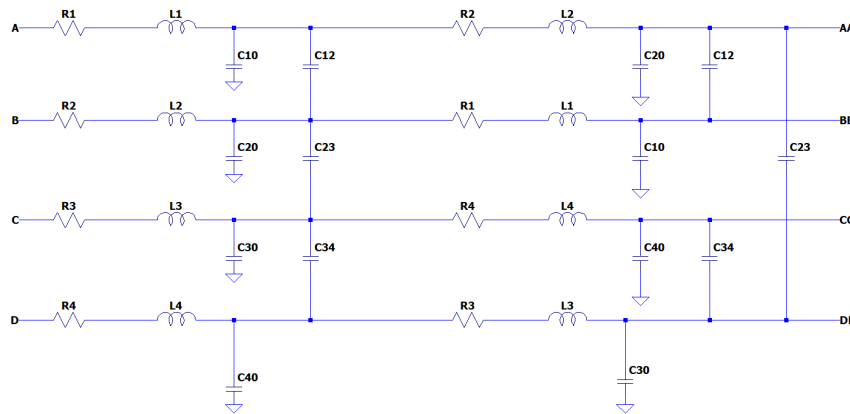 R1 L1 R2 L2
A AA
C10 C12 C20 C12
R2 L2 R1 L1
B BB
C20 C23 C10 C23
R3 L3 R4 L4
C CC
C30 C34 C40 C34
R4 L4 R3 L3
D
C40 C30